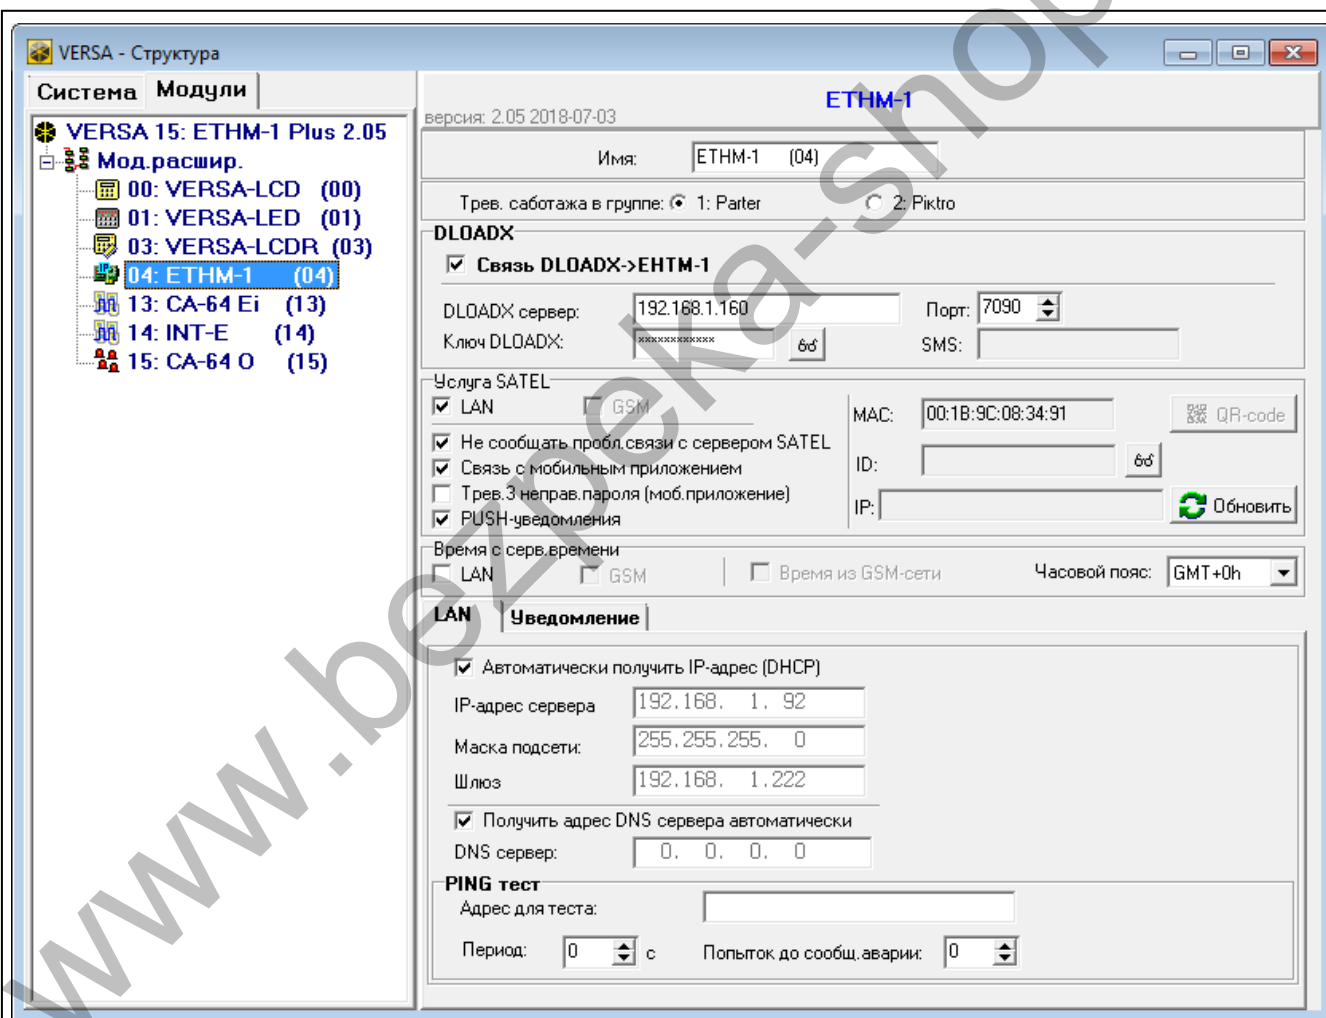 VERSA - Структура
Система Модули
VERSA 15: ETHM-1 Plus 2.05
Мод.расшир.
00: VERSA-LCD (00)
01: VERSA-LED (01)
03: VERSA-LCDR (03)
04: ETHM-1 (04)
13: CA-64 Ei (13)
14: INT-E (14)
15: CA-64 O (15)
ETHM-1
версия: 2.05 2018-07-03
Имя: ETHM-1 (04)
Трев. саботажа в группе: 1: Parter 2: Piкtro
DLOADX
Связь DLOADX->EHTM-1
DLOADX сервер: 192.168.1.160 Порт: 7090
Ключ DLOADX: xxxxxxxxxxxx SMS:
Услуга SATEL
LAN GSM MAC: 00:1B:9C:08:34:91 QR-code
Не сообщать пробл.связи с сервером SATEL
Связь с мобильным приложением ID:
Трев.3 неправ.пароля (моб.приложение)
PUSH-уведомления IP: Обновить
Время с серв.времени
LAN GSM Время из GSM-сети Часовой пояс: GMT+0h
LAN Уведомление
Автоматически получить IP-адрес (DHCP)
IP-адрес сервера 192.168. 1. 92
Маска подсети: 255.255.255. 0
Шлюз 192.168. 1.222
Получить адрес DNS сервера автоматически
DNS сервер: 0. 0. 0. 0
PING тест
Адрес для теста:
Период: 0 с Попыток до сообщ.аварии: 0
www.bezpeka-shop